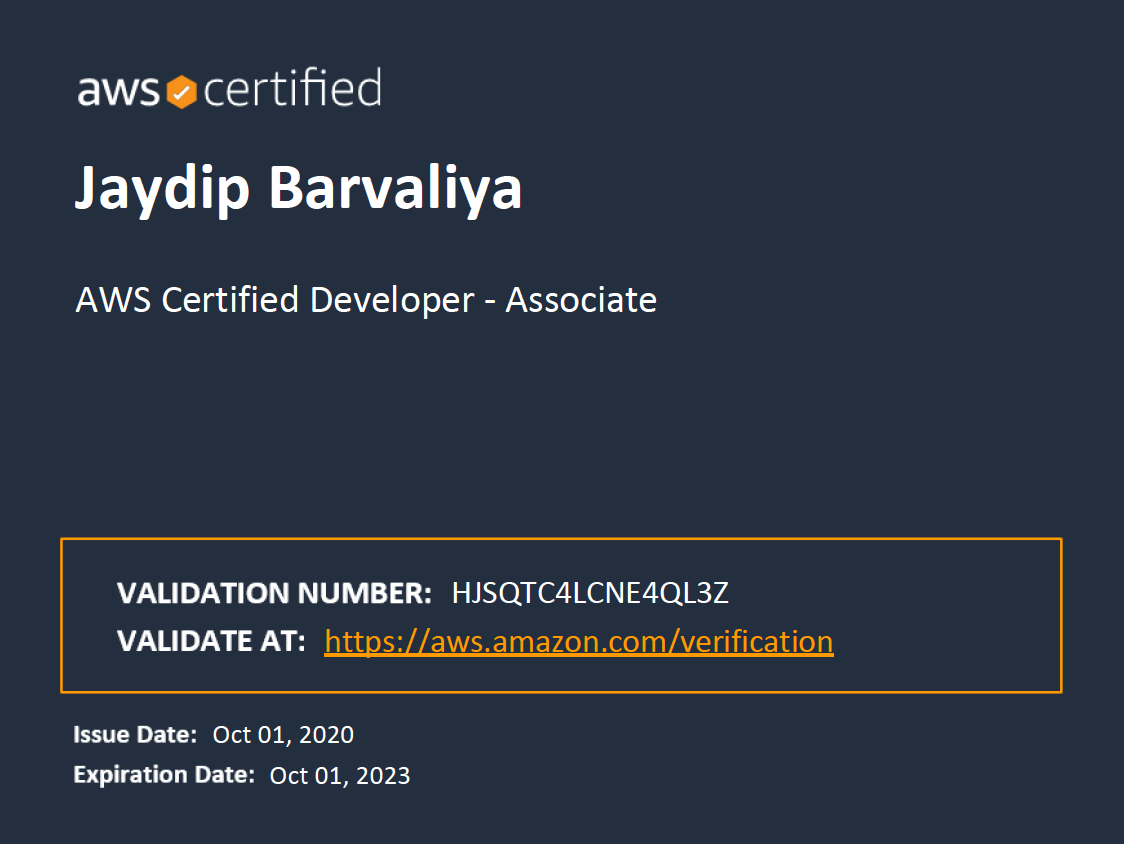 aws certified
Jaydip Barvaliya
AWS Certified Developer - Associate
VALIDATION NUMBER: HJSQTC4LCNE4QL3Z
VALIDATE AT: https://aws.amazon.com/verification
Issue Date: Oct 01, 2020
Expiration Date: Oct 01, 2023